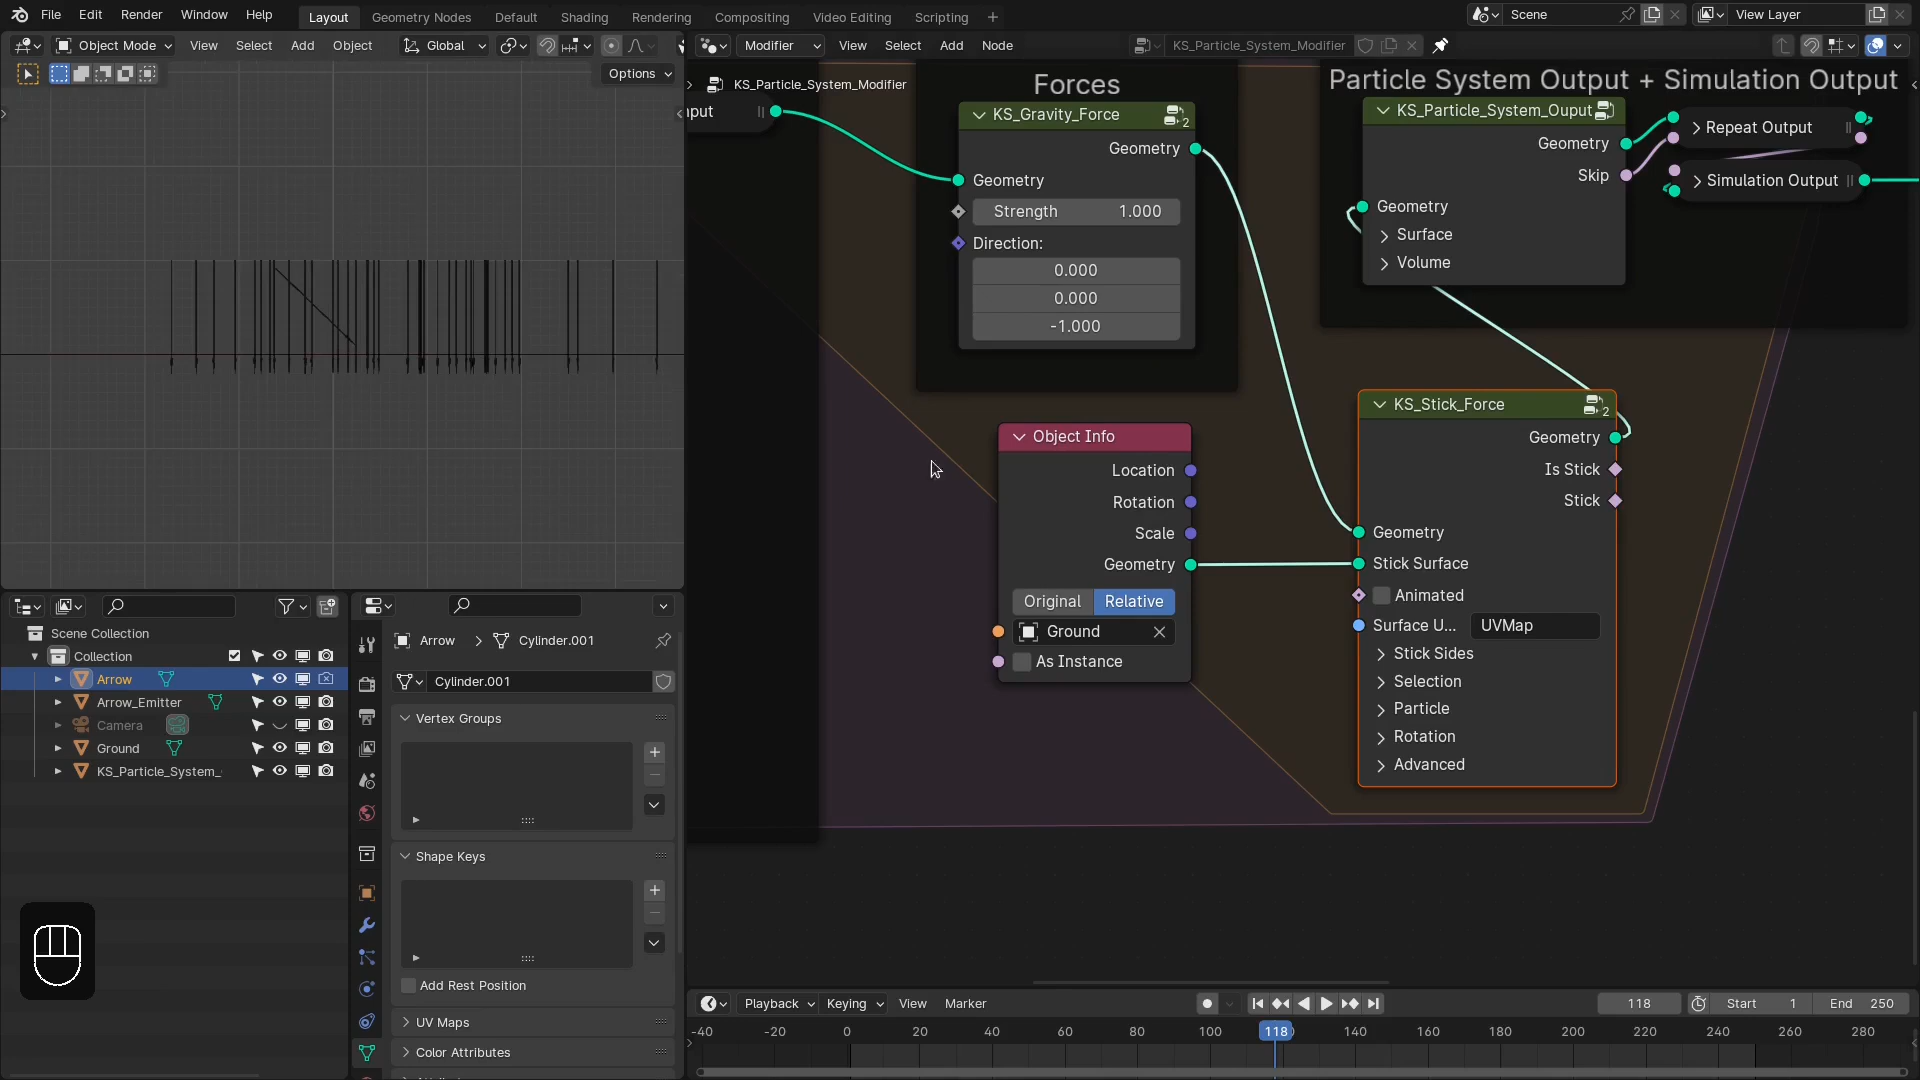 File Edit Render Window Help
Layout Geometry Nodes Default Shading Rendering Compositing Video Editing Scripting +
Scene
View Layer
Object Mode View Select Add Object Global
Options
Modifier View Select Add Node
KS_Particle_System_Modifier
KS_Particle_System_Modifier
nput
Forces
KS_Gravity_Force
2
Geometry
Geometry
Strength 1.000
Direction:
0.000
0.000
-1.000
Particle System Output + Simulation Output
KS_Particle_System_Ouput
Geometry
Skip
Geometry
Surface
Volume
Repeat Output
Simulation Output
Object Info
Location
Rotation
Scale
Geometry
Original Relative
Ground
As Instance
KS_Stick_Force
2
Geometry
Is Stick
Stick
Geometry
Stick Surface
Animated
Surface U... UVMap
Stick Sides
Selection
Particle
Rotation
Advanced
Scene Collection
Collection
Arrow
Arrow_Emitter
Camera
Ground
KS_Particle_System_
Arrow > Cylinder.001
Cylinder.001
Vertex Groups
Shape Keys
Add Rest Position
UV Maps
Color Attributes
Playback Keying View Marker
118 Start 1 End 250
-40 -20 0 20 40 60 80 100 118 140 160 180 200 220 240 260 280